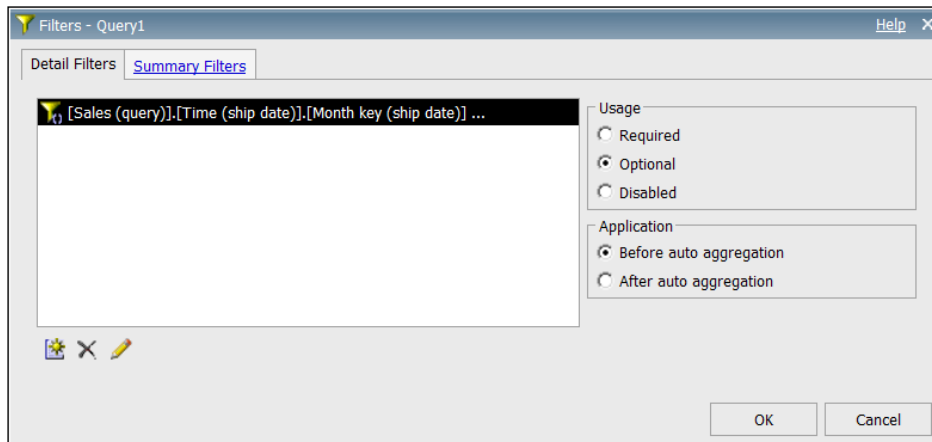 Filters - Query1
Help
Detail Filters
Summary Filters
[Sales (query)].[Time (ship date)].[Month key (ship date)] ...
Usage
Required
Optional
Disabled
Application
Before auto aggregation
After auto aggregation
OK
Cancel